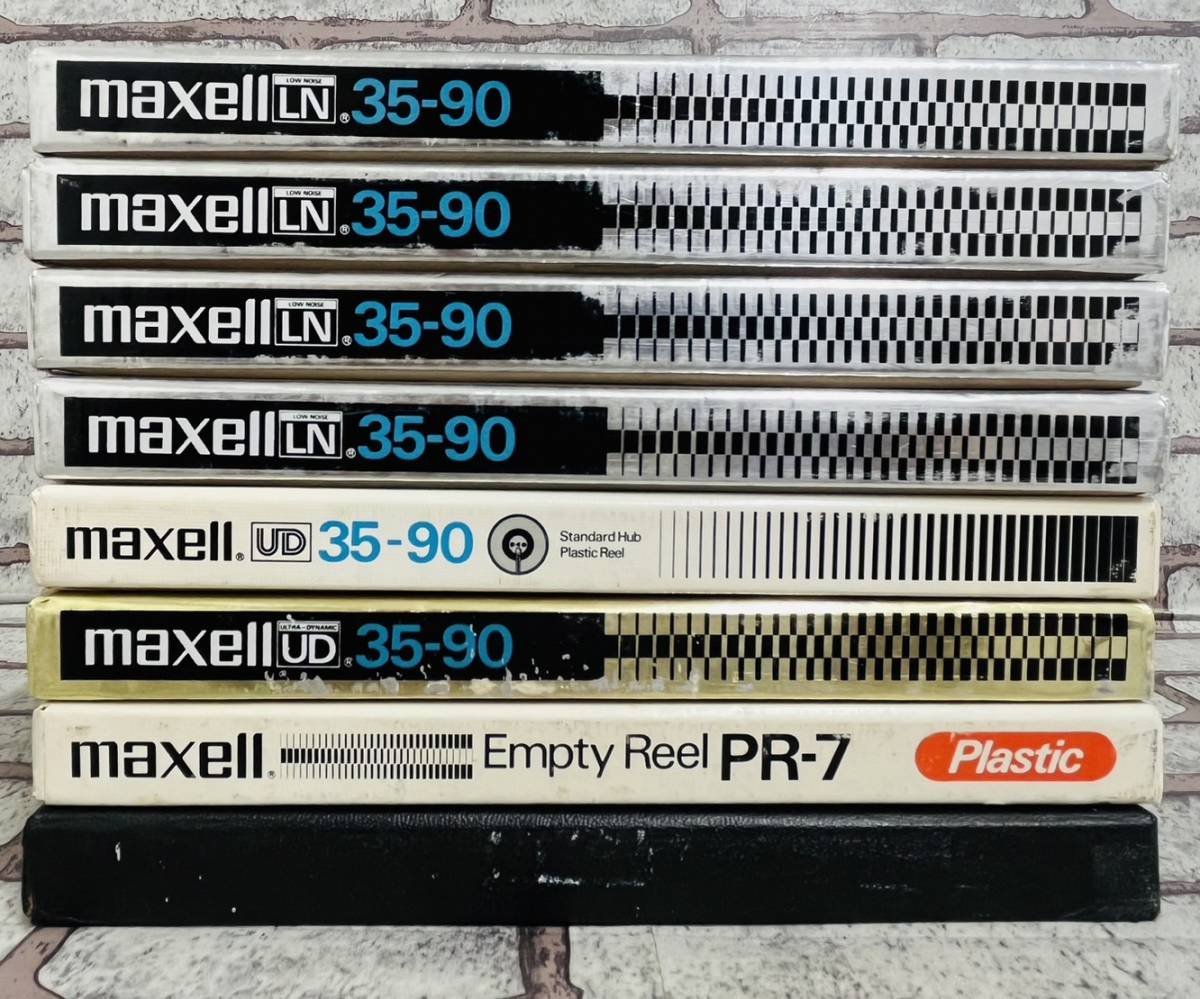 maxell LOW NOISE LN ® 35-90
maxell LOW NOISE LN ® 35-90
maxell LOW NOISE LN ® 35-90
maxell LOW NOISE LN ® 35-90
maxell ® UD 35-90 Standard Hub
Plastic Reel
maxell ULTRA-DYNAMIC UD ® 35-90
maxell ® Empty Reel PR-7 Plastic